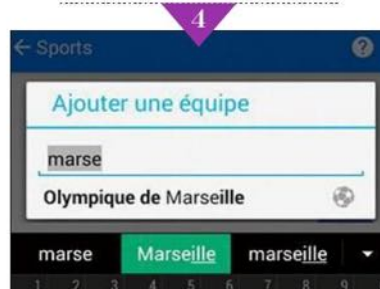 4
← Sports ?
Ajouter une équipe
marse
Olympique de Marseille
marse Marseille marseille
1 2 3 4 5 6 7 8 9